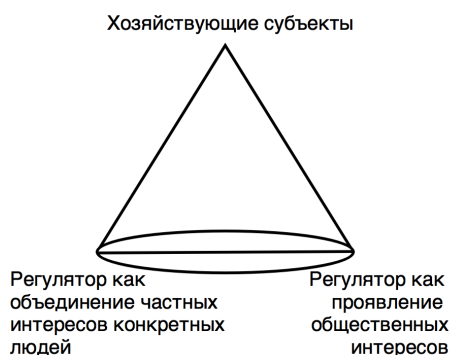 Хозяйствующие субъекты
Регулятор как
объединение частных
интересов конкретных
людей
Регулятор как
проявление
общественных
интересов